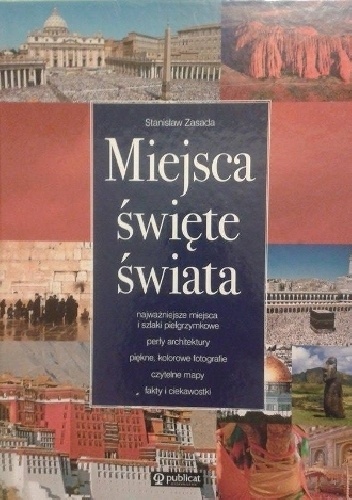 Stanisław Zasada
Miejsca
święte
świata
najważniejsze miejsca
i szlaki pielgrzymkowe
perły architektury
piękne, kolorowe fotografie
czytelne mapy
fakty i ciekawostki
publicat